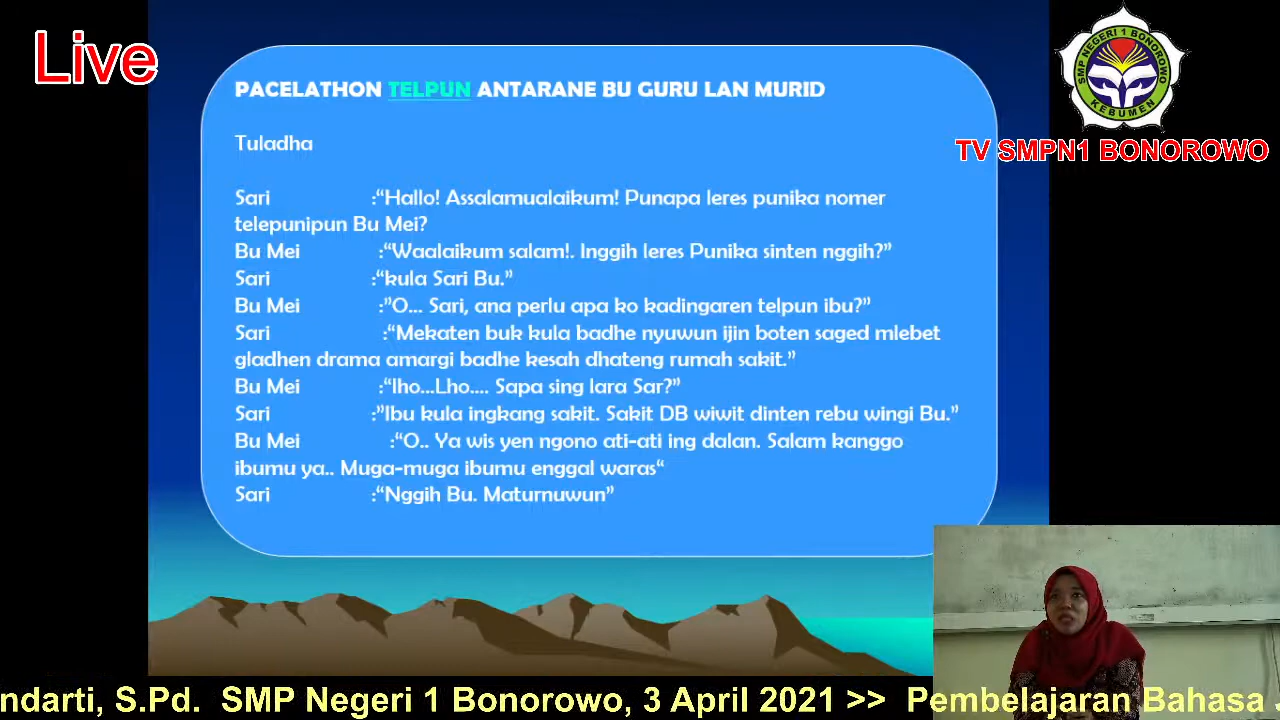 Live
PACELATHON TELPUN ANTARANE BU GURU LAN MURID
Tuladha
Sari :“Hallo! Assalamualaikum! Punapa leres punika nomer
telepunipun Bu Mei?
Bu Mei :“Waalaikum salam!. Inggih leres Punika sinten nggih?”
Sari :“kula Sari Bu.”
Bu Mei :”O... Sari, ana perlu apa ko kadingaren telpun ibu?”
Sari :“Mekaten buk kula badhe nyuwun ijin boten saged mlebet
gladhen drama amargi badhe kesah dhateng rumah sakit.”
Bu Mei :“lho...Lho.... Sapa sing lara Sar?”
Sari :”Ibu kula ingkang sakit. Sakit DB wiwit dinten rebu wingi Bu.”
Bu Mei :“O.. Ya wis yen ngono ati-ati ing dalan. Salam kanggo
ibumu ya.. Muga-muga ibumu enggal waras“
Sari :“Nggih Bu. Maturnuwun”
SMP NEGERI 1 BONOROWO
KEBUMEN
TV SMPN1 BONOROWO
ndarti, S.Pd. SMP Negeri 1 Bonorowo, 3 April 2021 >> Pembelajaran Bahasa